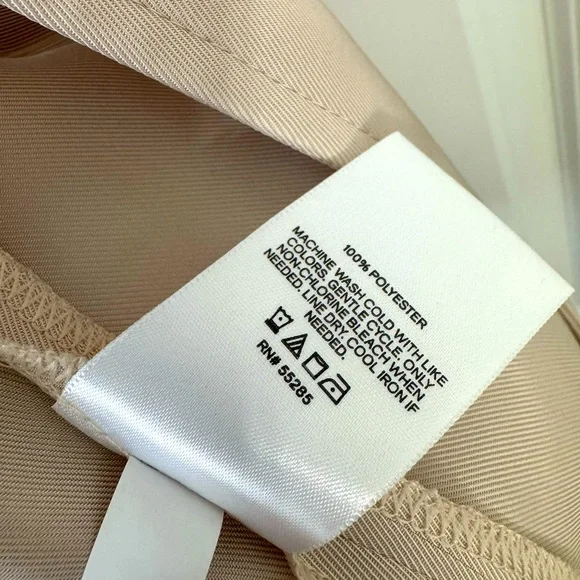 100% POLYESTER
MACHINE WASH COLD WITH LIKE
COLORS. GENTLE CYCLE. ONLY
NON-CHLORINE BLEACH WHEN
NEEDED. LINE DRY. COOL IRON IF
NEEDED.
RN# 55285